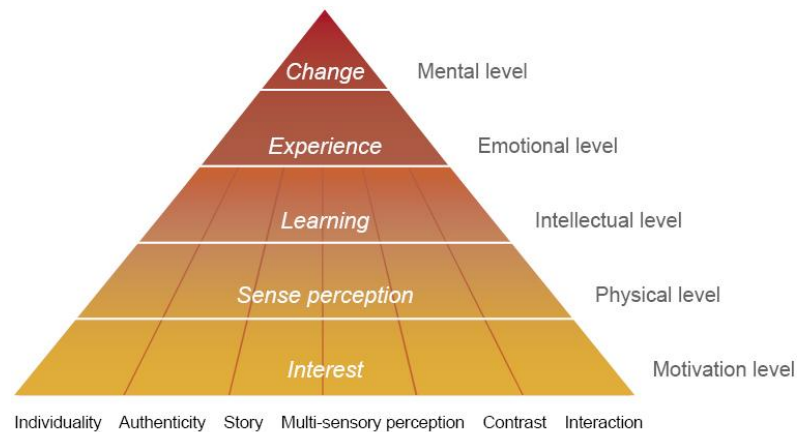 Change Mental level
Experience Emotional level
Learning Intellectual level
Sense perception Physical level
Interest Motivation level
Individuality Authenticity Story Multi-sensory perception Contrast Interaction